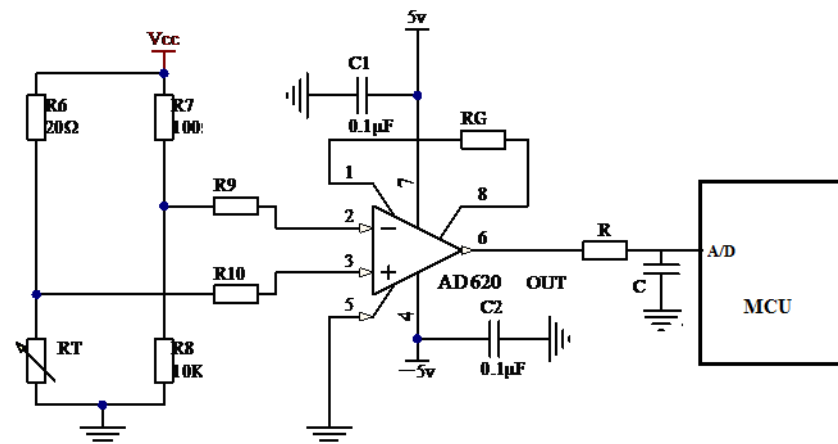 5v
Vcc
C1
R6
20Ω
R7
0.1μF
RG
1
7
8
R9
2
6
R
A/D
3
R10
AD620 OUT
C
MCU
5
4
C2
RT
R8
10K
—5v
0.1μF